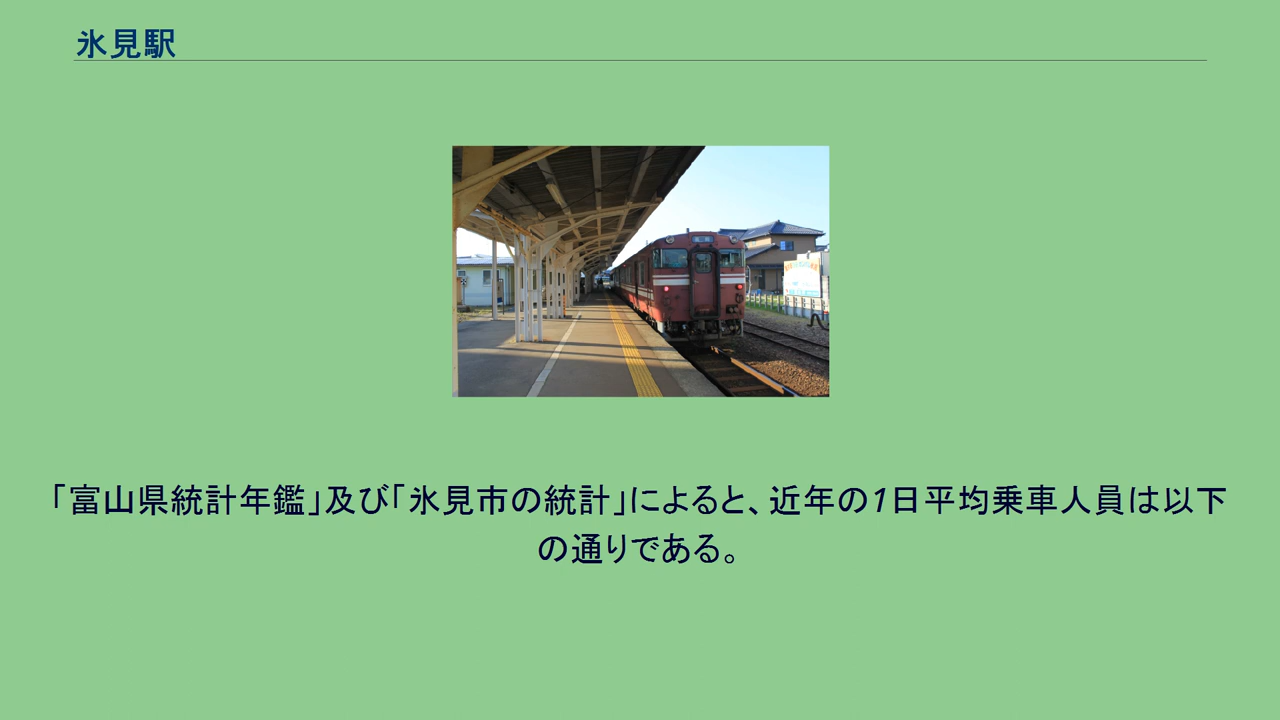 氷見駅
「富山県統計年鑑」及び「氷見市の統計」によると、近年の1日平均乗車人員は以下
の通りである。